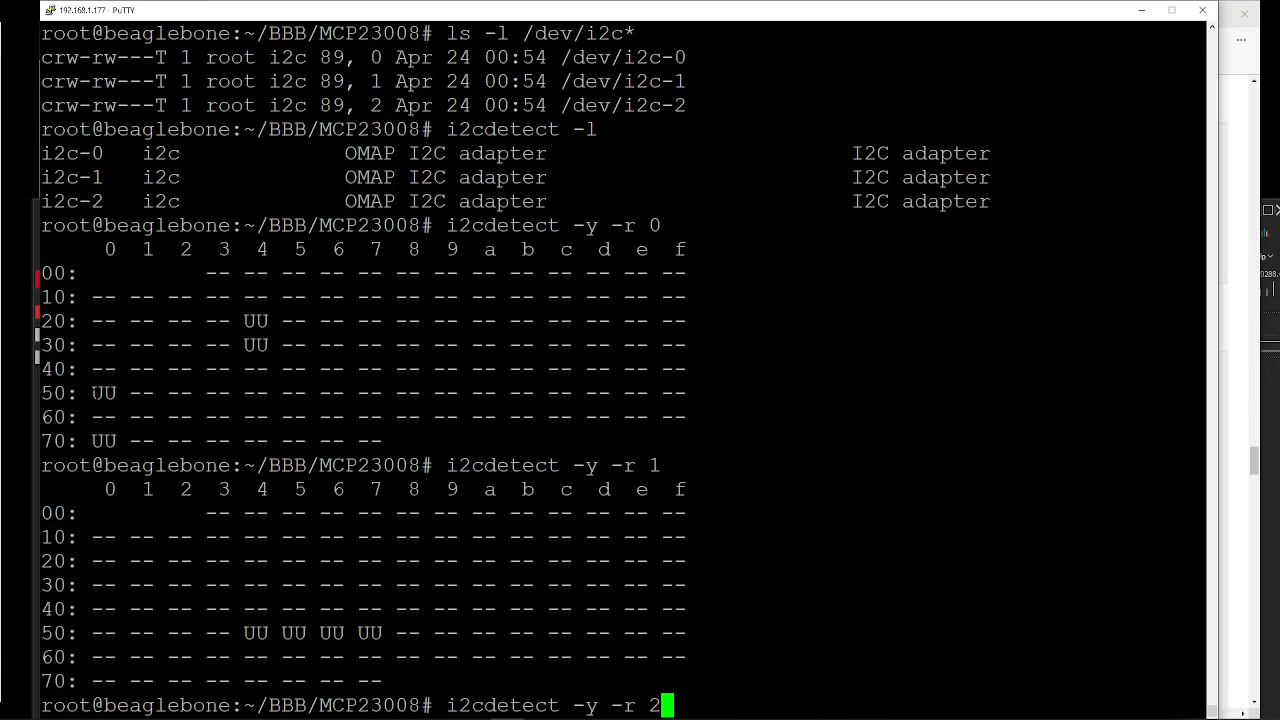 192.168.1.177 - PuTTY
root@beaglebone:~/BBB/MCP23008# ls -l /dev/i2c*
crw-rw---T 1 root i2c 89, 0 Apr 24 00:54 /dev/i2c-0
crw-rw---T 1 root i2c 89, 1 Apr 24 00:54 /dev/i2c-1
crw-rw---T 1 root i2c 89, 2 Apr 24 00:54 /dev/i2c-2
root@beaglebone:~/BBB/MCP23008# i2cdetect -l
i2c-0   i2c             OMAP I2C adapter                        I2C adapter
i2c-1   i2c             OMAP I2C adapter                        I2C adapter
i2c-2   i2c             OMAP I2C adapter                        I2C adapter
root@beaglebone:~/BBB/MCP23008# i2cdetect -y -r 0
     0  1  2  3  4  5  6  7  8  9  a  b  c  d  e  f
00:          -- -- -- -- -- -- -- -- -- -- -- -- --
10: -- -- -- -- -- -- -- -- -- -- -- -- -- -- -- --
20: -- -- -- -- UU -- -- -- -- -- -- -- -- -- -- --
30: -- -- -- -- UU -- -- -- -- -- -- -- -- -- -- --
40: -- -- -- -- -- -- -- -- -- -- -- -- -- -- -- --
50: UU -- -- -- -- -- -- -- -- -- -- -- -- -- -- --
60: -- -- -- -- -- -- -- -- -- -- -- -- -- -- -- --
70: UU -- -- -- -- -- -- --
root@beaglebone:~/BBB/MCP23008# i2cdetect -y -r 1
     0  1  2  3  4  5  6  7  8  9  a  b  c  d  e  f
00:          -- -- -- -- -- -- -- -- -- -- -- -- --
10: -- -- -- -- -- -- -- -- -- -- -- -- -- -- -- --
20: -- -- -- -- -- -- -- -- -- -- -- -- -- -- -- --
30: -- -- -- -- -- -- -- -- -- -- -- -- -- -- -- --
40: -- -- -- -- -- -- -- -- -- -- -- -- -- -- -- --
50: -- -- -- -- UU UU UU UU -- -- -- -- -- -- -- --
60: -- -- -- -- -- -- -- -- -- -- -- -- -- -- -- --
70: -- -- -- -- -- -- -- --
root@beaglebone:~/BBB/MCP23008# i2cdetect -y -r 2